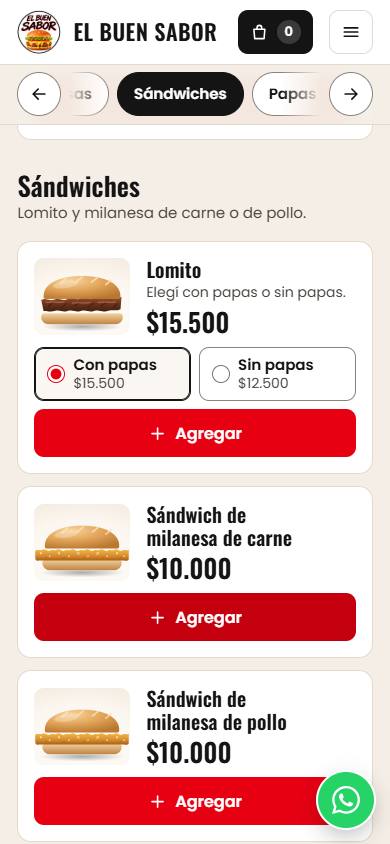 EL BUEN SABOR
EL BUEN SABOR
0
as
Sándwiches
Papas
Sándwiches
Lomito y milanesa de carne o de pollo.
Lomito
Elegí con papas o sin papas.
$15.500
Con papas
$15.500
Sin papas
$12.500
+ Agregar
Sándwich de
milanesa de carne
$10.000
+ Agregar
Sándwich de
milanesa de pollo
$10.000
+ Agregar